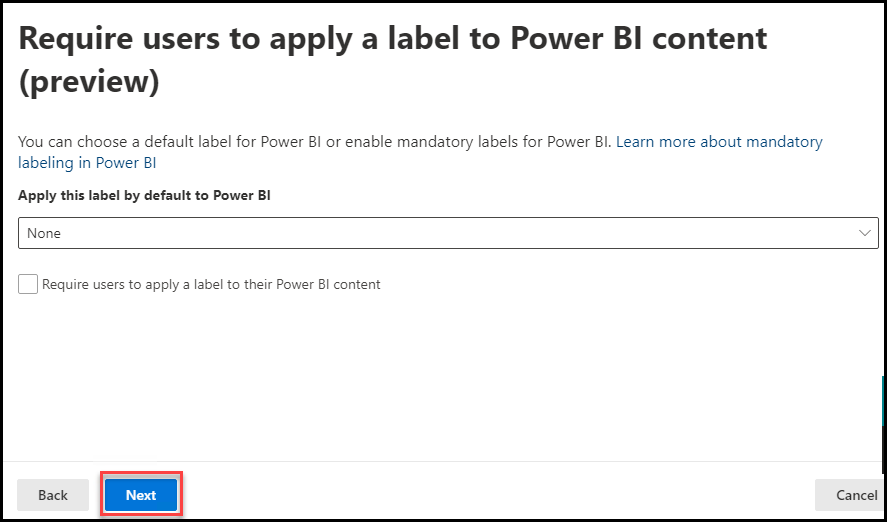 Require users to apply a label to Power BI content
(preview)
You can choose a default label for Power BI or enable mandatory labels for Power BI. Learn more about mandatory
labeling in Power BI
Apply this label by default to Power BI
None
Require users to apply a label to their Power BI content
Back Next Cancel